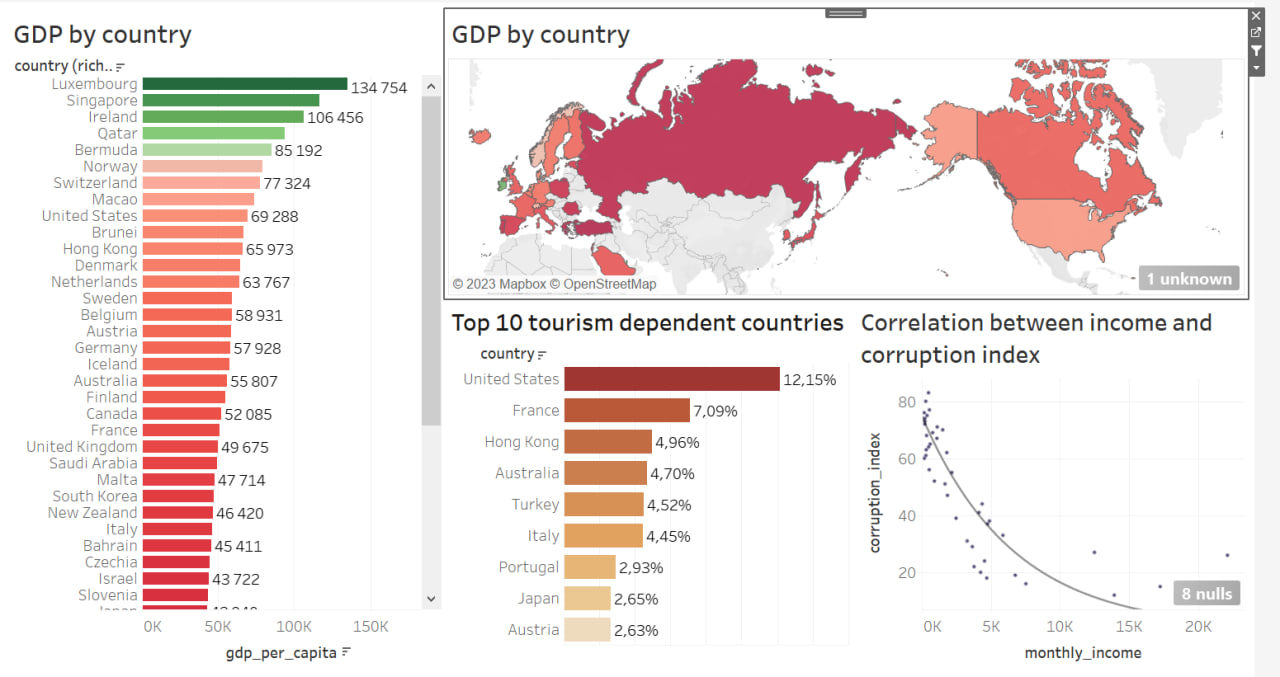 GDP by country
country (rich..
Luxembourg
134 754
Singapore
Ireland
106 456
Qatar
Bermuda
85 192
Norway
Switzerland
77 324
Macao
United States
69 288
Brunei
Hong Kong
65 973
Denmark
Netherlands
63 767
Sweden
Belgium
58 931
Austria
Germany
57 928
Iceland
Australia
55 807
Finland
Canada
52 085
France
United Kingdom
49 675
Saudi Arabia
Malta
47 714
South Korea
New Zealand
46 420
Italy
Bahrain
45 411
Czechia
Israel
43 722
Slovenia
0K
50K
100K
150K
gdp_per_capita
GDP by country
© 2023 Mapbox © OpenStreetMap
1 unknown
Top 10 tourism dependent countries
country
United States
12,15%
France
7,09%
Hong Kong
4,96%
Australia
4,70%
Turkey
4,52%
Italy
4,45%
Portugal
2,93%
Japan
2,65%
Austria
2,63%
Correlation between income and
corruption index
corruption_index
80
60
40
20
8 nulls
0K
5K
10K
15K
20K
monthly_income